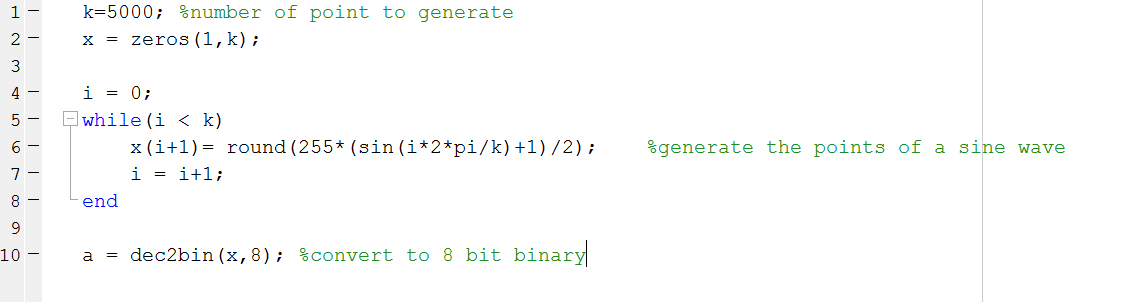 1 k=5000; %number of point to generate
2 x = zeros(1,k);
3
4 i = 0;
5 while(i < k)
6 x(i+1)= round(255*(sin(i*2*pi/k)+1)/2); %generate the points of a sine wave
7 i = i+1;
8 end
9
10 a = dec2bin(x,8); %convert to 8 bit binary